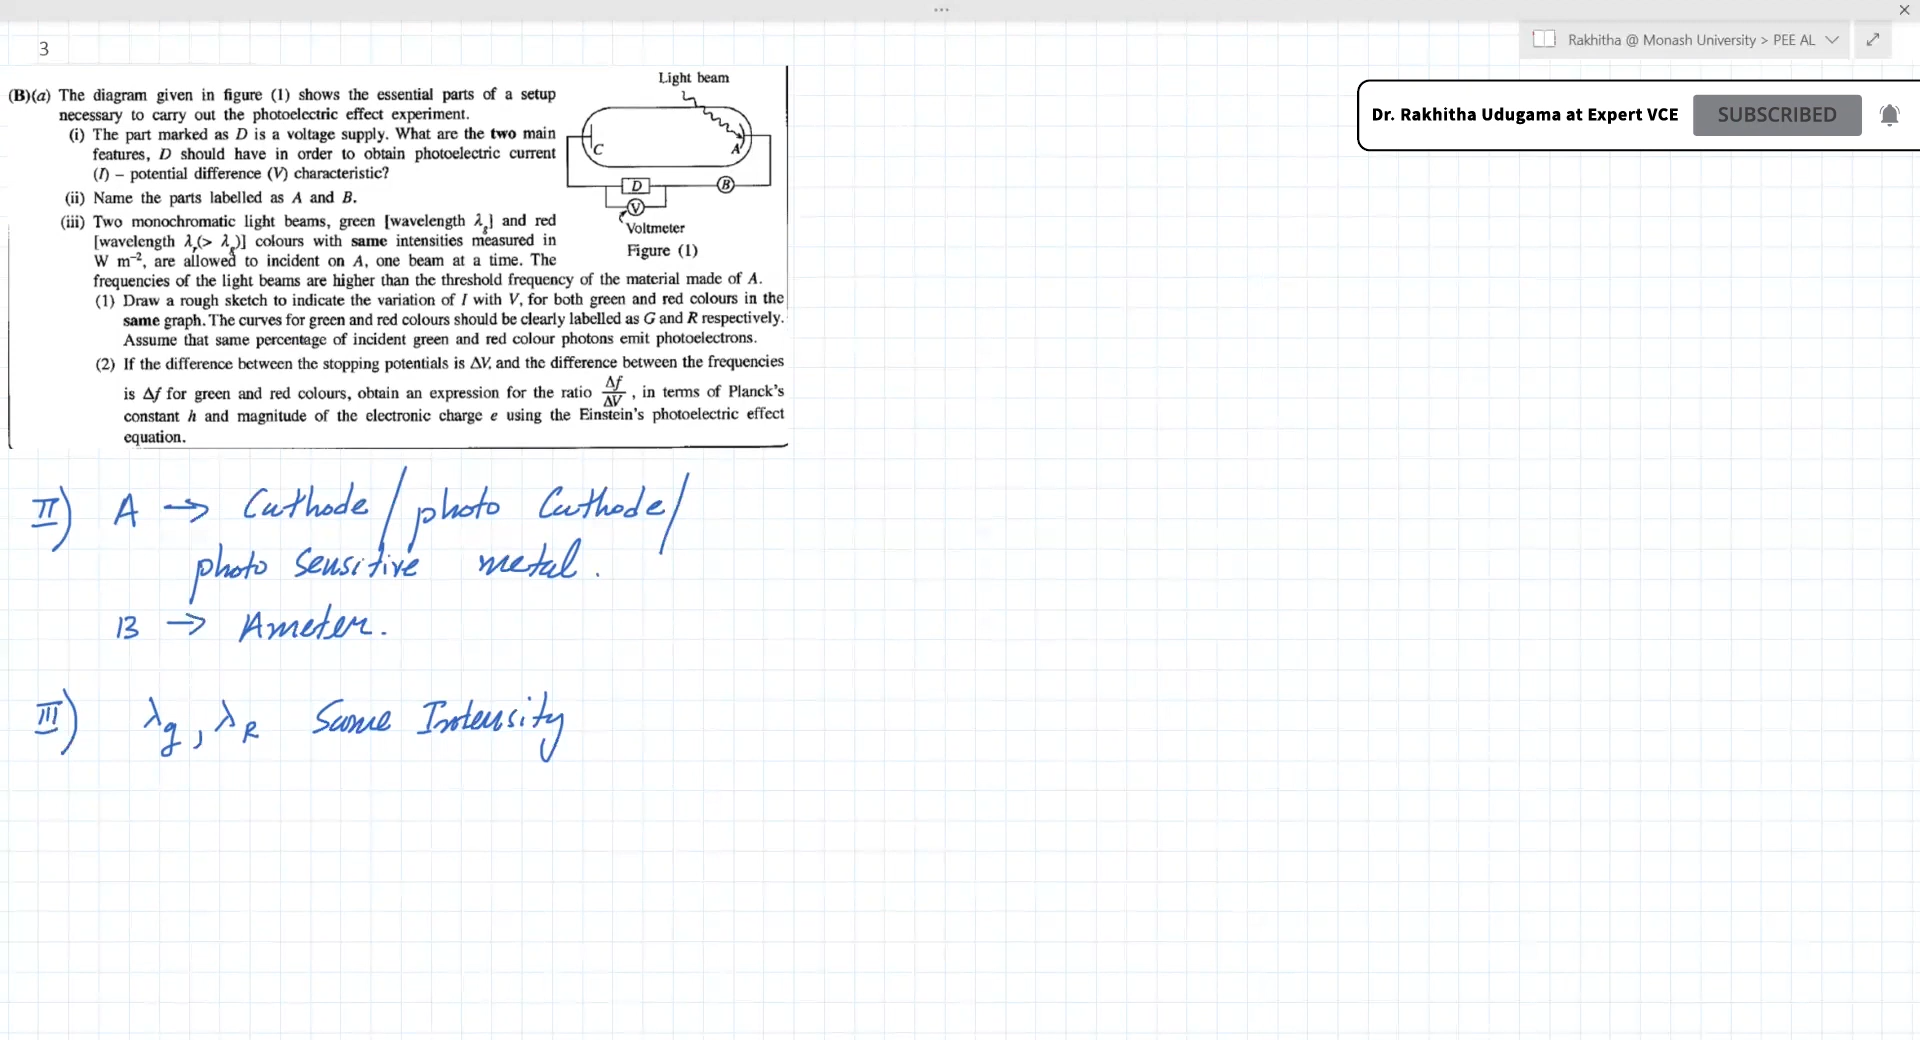 ...
Rakhitha @ Monash University > PEE AL
3
Dr. Rakhitha Udugama at Expert VCE
SUBSCRIBED
(B)(a) The diagram given in figure (1) shows the essential parts of a setup
necessary to carry out the photoelectric effect experiment.
(i) The part marked as D is a voltage supply. What are the two main
features, D should have in order to obtain photoelectric current
(I) – potential difference (V) characteristic?
(ii) Name the parts labelled as A and B.
(iii) Two monochromatic light beams, green [wavelength λg] and red
[wavelength λr(> λg)] colours with same intensities measured in
W m⁻², are allowed to incident on A, one beam at a time. The
frequencies of the light beams are higher than the threshold frequency of the material made of A.
(1) Draw a rough sketch to indicate the variation of I with V, for both green and red colours in the
same graph. The curves for green and red colours should be clearly labelled as G and R respectively.
Assume that same percentage of incident green and red colour photons emit photoelectrons.
(2) If the difference between the stopping potentials is ΔV, and the difference between the frequencies
is Δf for green and red colours, obtain an expression for the ratio Δf/ΔV, in terms of Planck's
constant h and magnitude of the electronic charge e using the Einstein's photoelectric effect
equation.
Light beam
C
A
D
B
V
Voltmeter
Figure (1)
II) A → Cathode / photo Cathode /
photo sensitive metal.
B → Ameter.
III) λg, λR Same Intensity